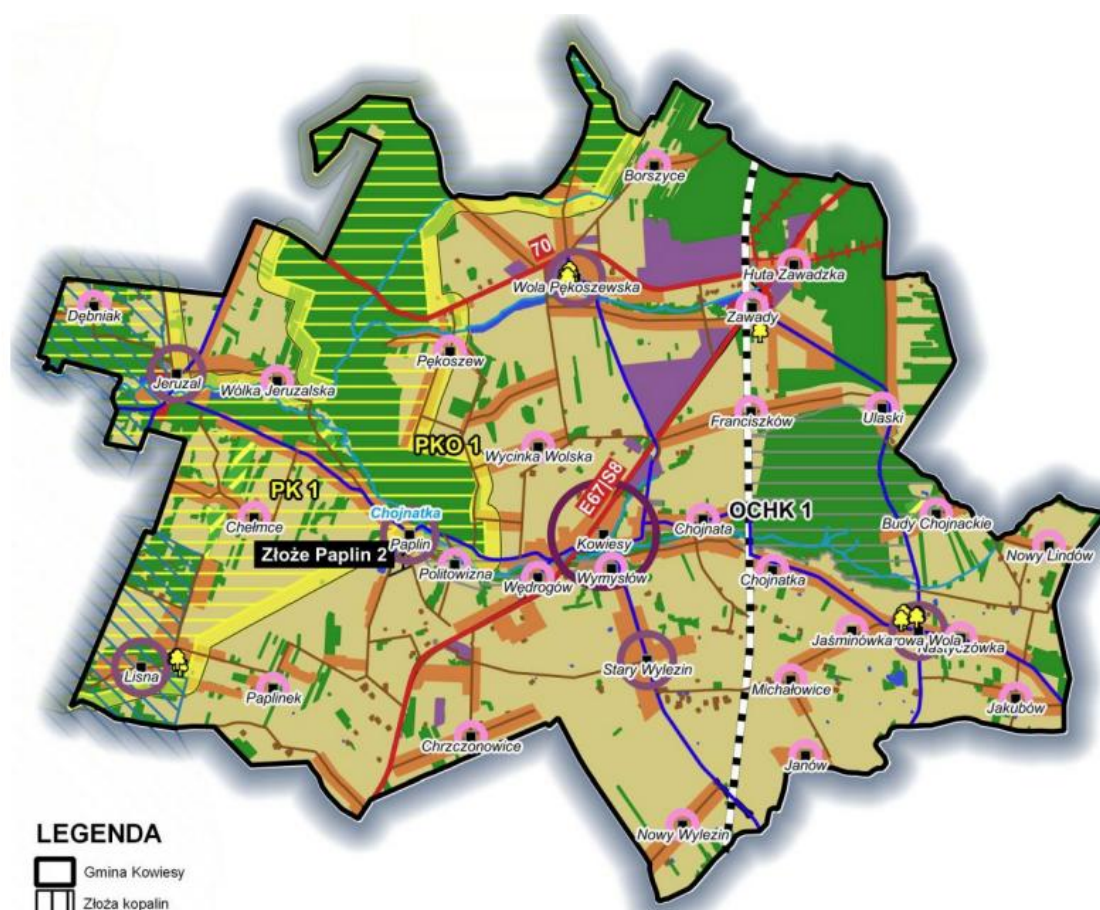 Borszyce
70
Huta Zawadzka
Wola Pękoszewska
Dębniak
Zawady
Pękoszew
Jeruzal
Wólka Jeruzalska
Franciszków
Ulaski
PKO 1
Wycinka Wolska
E67|S8
PK 1
Chojnatka
Chełmce
OCHK 1
Chojnata
Budy Chojnackie
Paplin
Kowiesy
Nowy Lindów
Złoże Paplin 2
Politowizna
Wędrogów
Wymysłów
Chojnatka
Jaśminówka
rowa Wola
Nastyczówka
Lisna
Stary Wylezin
Paplinek
Michałowice
Jakubów
Chrzczonowice
Janów
Nowy Wylezin
LEGENDA
Gmina Kowiesy
Złoża kopalin